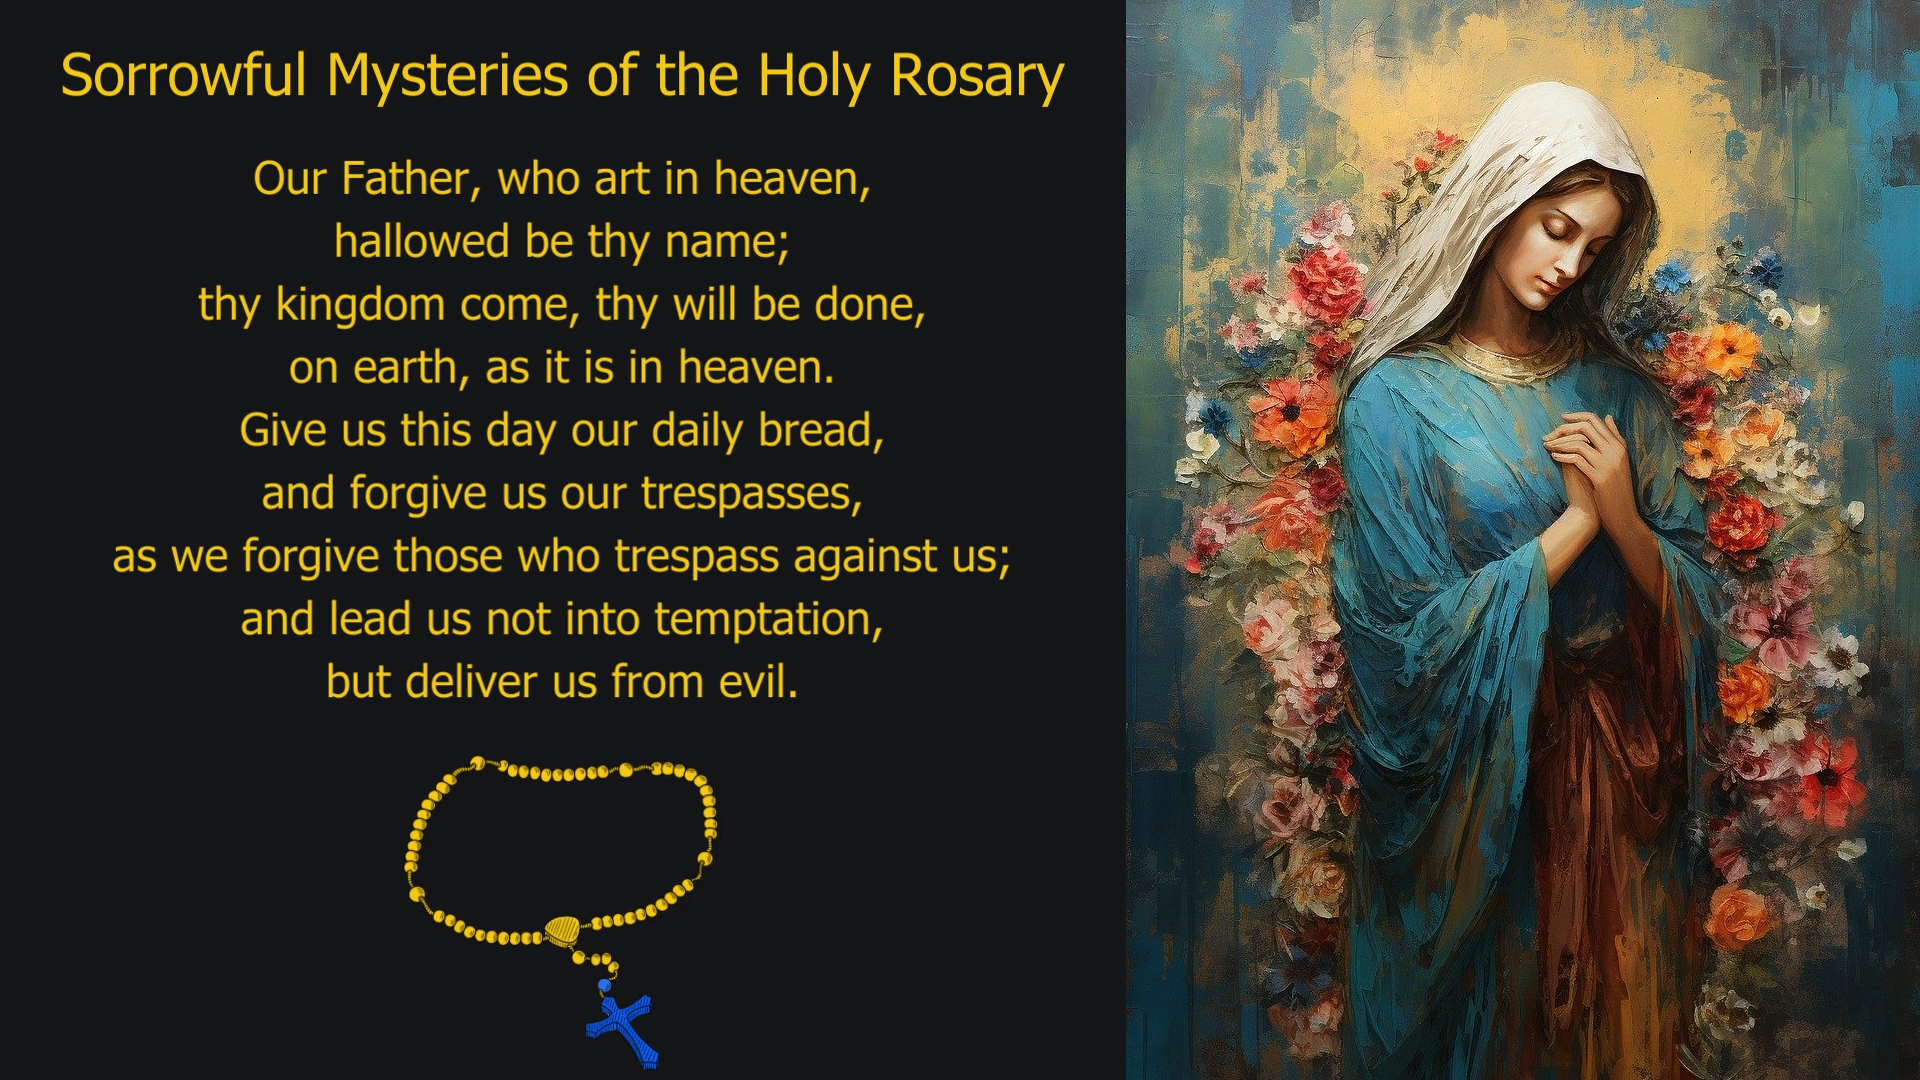 Sorrowful Mysteries of the Holy Rosary
Our Father, who art in heaven,
hallowed be thy name;
thy kingdom come, thy will be done,
on earth, as it is in heaven.
Give us this day our daily bread,
and forgive us our trespasses,
as we forgive those who trespass against us;
and lead us not into temptation,
but deliver us from evil.